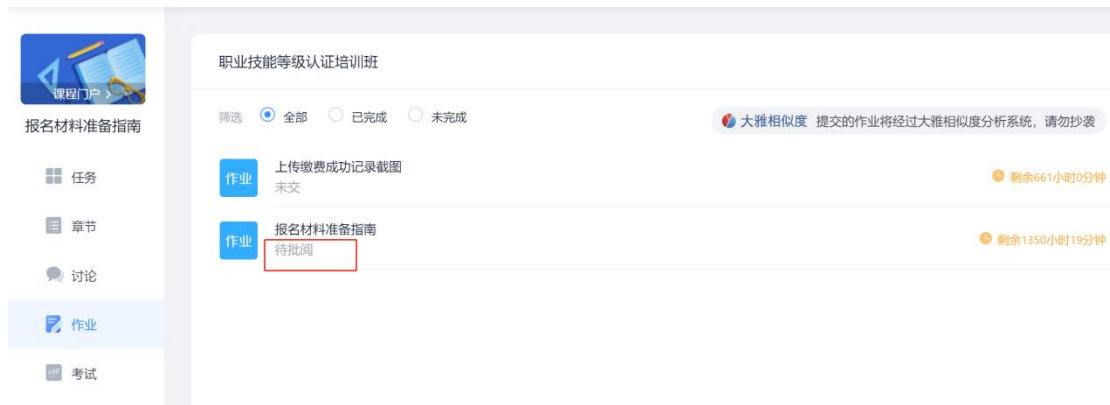 课程门户 >
报名材料准备指南
任务
章节
讨论
作业
考试
职业技能等级认证培训班
筛选 全部 已完成 未完成
大雅相似度 提交的作业将经过大雅相似度分析系统，请勿抄袭
作业
上传缴费成功记录截图
未交
剩余661小时0分钟
作业
报名材料准备指南
待批阅
剩余1350小时19分钟